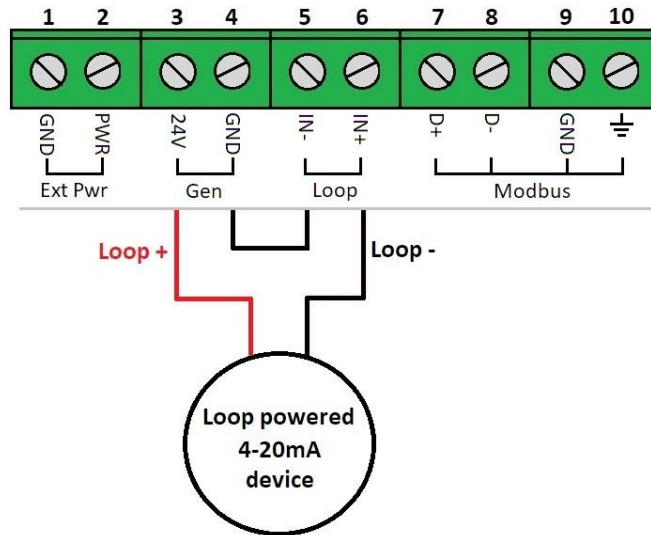 1 2 3 4 5 6 7 8 9 10
GND PWR 24V GND IN- IN+ D+ D- GND
Ext Pwr Gen Loop Modbus
Loop + Loop -
Loop powered
4-20mA
device